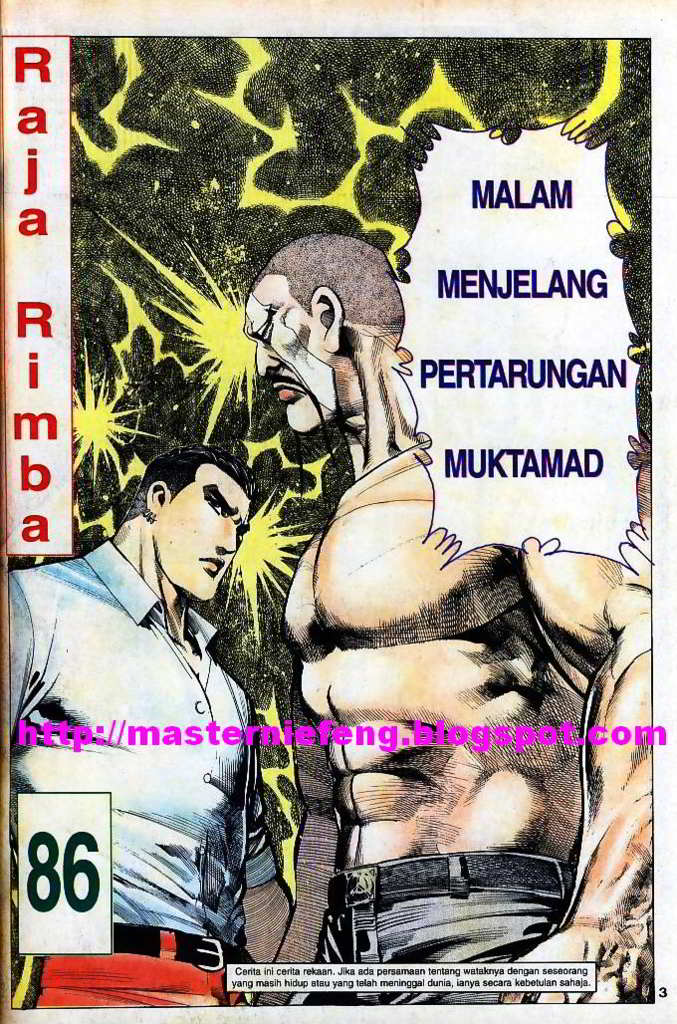 Raja Rimba
MALAM
MENJELANG
PERTARUNGAN
MUKTAMAD
http://masterniefeng.blogspot.com
86
Cerita ini cerita rekaan. Jika ada persamaan tentang wataknya dengan seseorang
yang masih hidup atau yang telah meninggal dunia, ianya secara kebetulan sahaja.
3